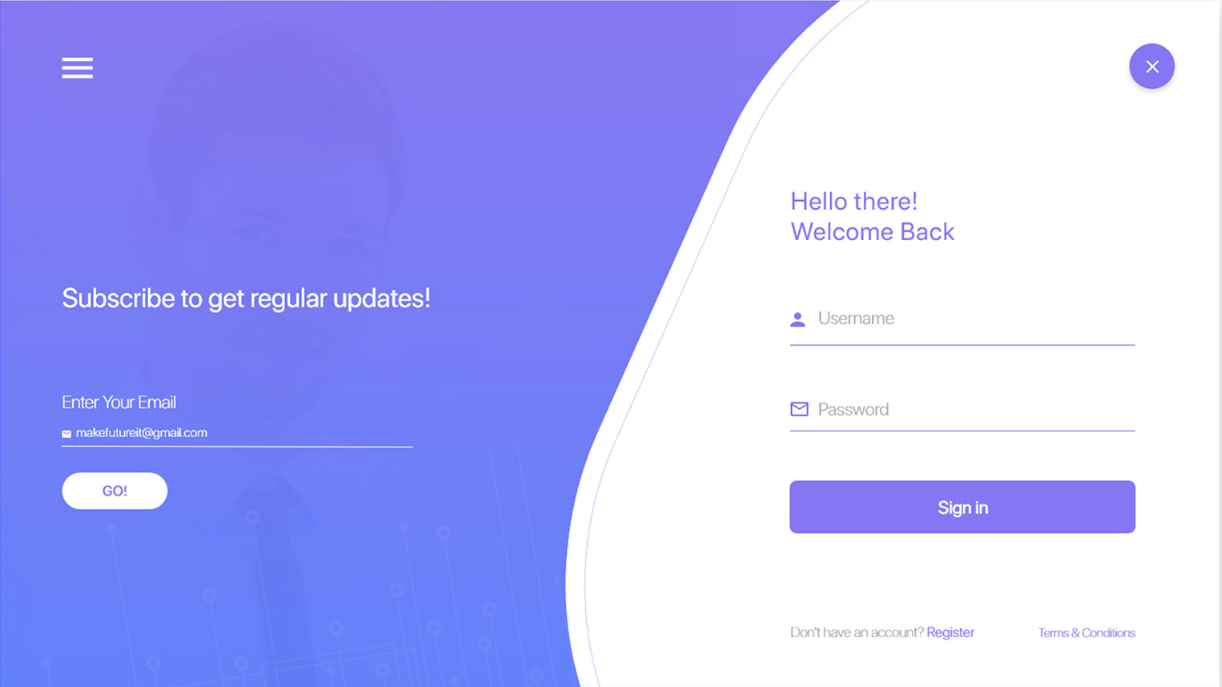 Subscribe to get regular updates!
Enter Your Email
makefutureit@gmail.com
GO!
Hello there!
Welcome Back
Username
Password
Sign in
Don't have an account? Register
Terms & Conditions